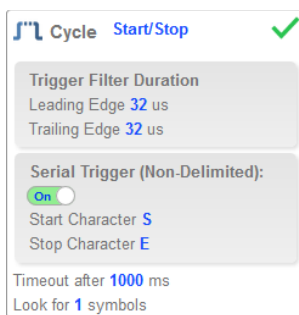 Cycle Start/Stop
Trigger Filter Duration
Leading Edge 32 us
Trailing Edge 32 us
Serial Trigger (Non-Delimited):
On
Start Character S
Stop Character E
Timeout after 1000 ms
Look for 1 symbols